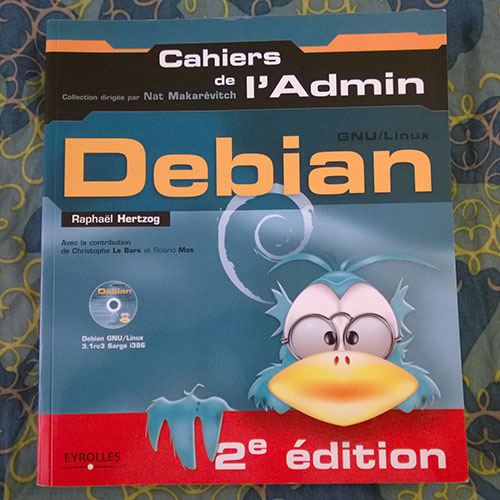 Cahiers
de l'Admin
Collection dirigée par Nat Makarévitch
GNU/Linux
Debian
Raphaël Hertzog
Avec la contribution
de Christophe Le Bars et Roland Mas
Debian
Debian GNU/Linux
3.1rc3 Sarge i386
EYROLLES
2e édition